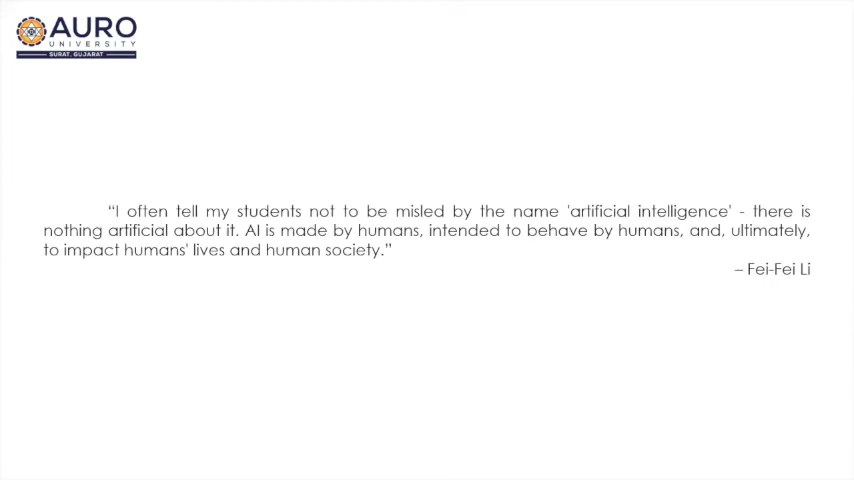 AURO
UNIVERSITY
SURAT, GUJARAT
“I often tell my students not to be misled by the name 'artificial intelligence' - there is
nothing artificial about it. AI is made by humans, intended to behave by humans, and, ultimately,
to impact humans' lives and human society.”
– Fei-Fei Li